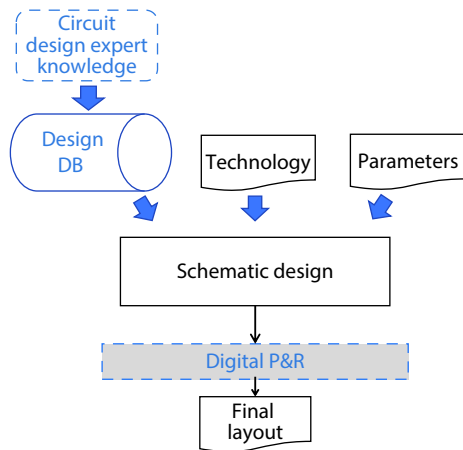 Circuit
design expert
knowledge
Design
DB
Technology
Parameters
Schematic design
Digital P&R
Final
layout